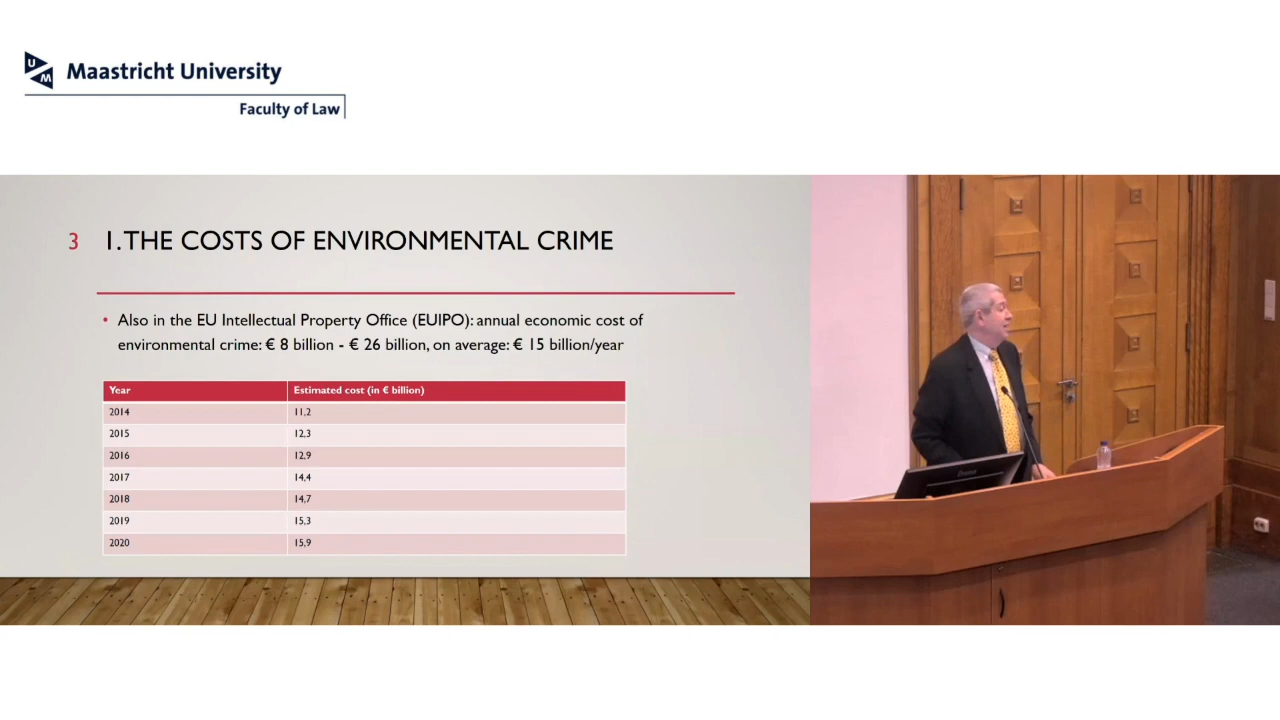 U
M
Maastricht University
Faculty of Law
3 1. THE COSTS OF ENVIRONMENTAL CRIME
• Also in the EU Intellectual Property Office (EUIPO): annual economic cost of
environmental crime: € 8 billion - € 26 billion, on average: € 15 billion/year
Year Estimated cost (in € billion)
2014 11,2
2015 12,3
2016 12,9
2017 14,4
2018 14,7
2019 15,3
2020 15,9